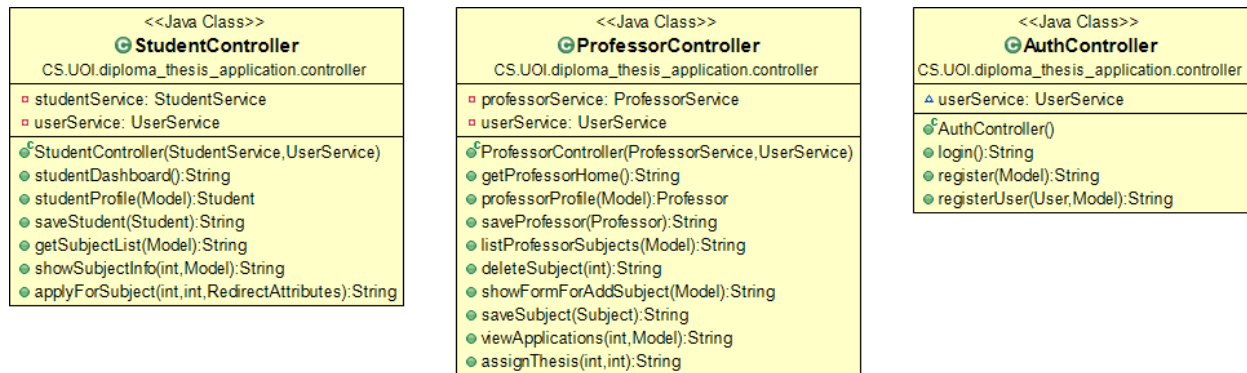 <<Java Class>>
StudentController
CS.UOI.diploma_thesis_application.controller
studentService: StudentService
userService: UserService
StudentController(StudentService,UserService)
studentDashboard():String
studentProfile(Model):Student
saveStudent(Student):String
getSubjectList(Model):String
showSubjectInfo(int,Model):String
applyForSubject(int,int,RedirectAttributes):String
<<Java Class>>
ProfessorController
CS.UOI.diploma_thesis_application.controller
professorService: ProfessorService
userService: UserService
ProfessorController(ProfessorService,UserService)
getProfessorHome():String
professorProfile(Model):Professor
saveProfessor(Professor):String
listProfessorSubjects(Model):String
deleteSubject(int):String
showFormForAddSubject(Model):String
saveSubject(Subject):String
viewApplications(int,Model):String
assignThesis(int,int):String
<<Java Class>>
AuthController
CS.UOI.diploma_thesis_application.controller
userService: UserService
AuthController()
login():String
register(Model):String
registerUser(User,Model):String